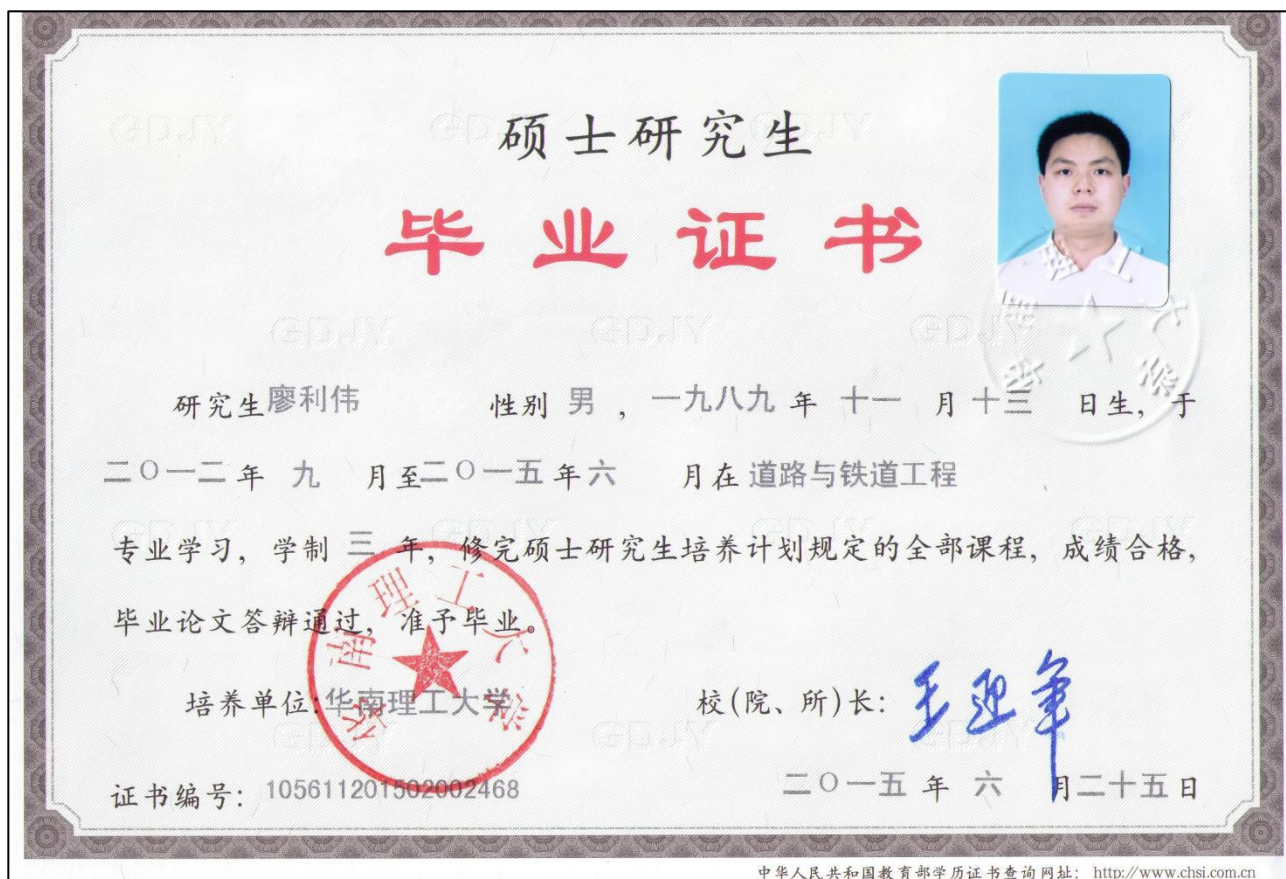 硕士研究生
毕业证书
研究生廖利伟 性别 男 ，一九八九 年 十一 月 十三 日生，于
二〇一二 年 九 月至二〇一五 年 六 月在 道路与铁道工程
专业学习，学制 三 年，修完硕士研究生培养计划规定的全部课程，成绩合格，
毕业论文答辩通过，准予毕业。
华南理工大学
培养单位:华南理工大学 校(院、所)长: 王迎军
证书编号: 105611201502002468 二〇一五 年 六 月二十五日
中华人民共和国教育部学历证书查询网址: http://www.chsi.com.cn